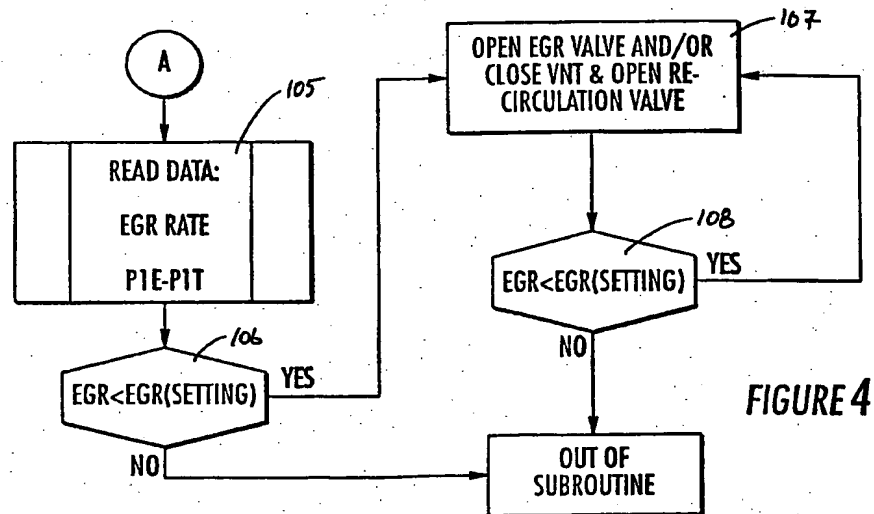 A
105
READ DATA:
EGR RATE
P1E-P1T
106
EGR<EGR(SETTING)
YES
NO
107
OPEN EGR VALVE AND/OR
CLOSE VNT & OPEN RE-
CIRCULATION VALVE
108
EGR<EGR(SETTING)
YES
NO
OUT OF
SUBROUTINE
FIGURE 4